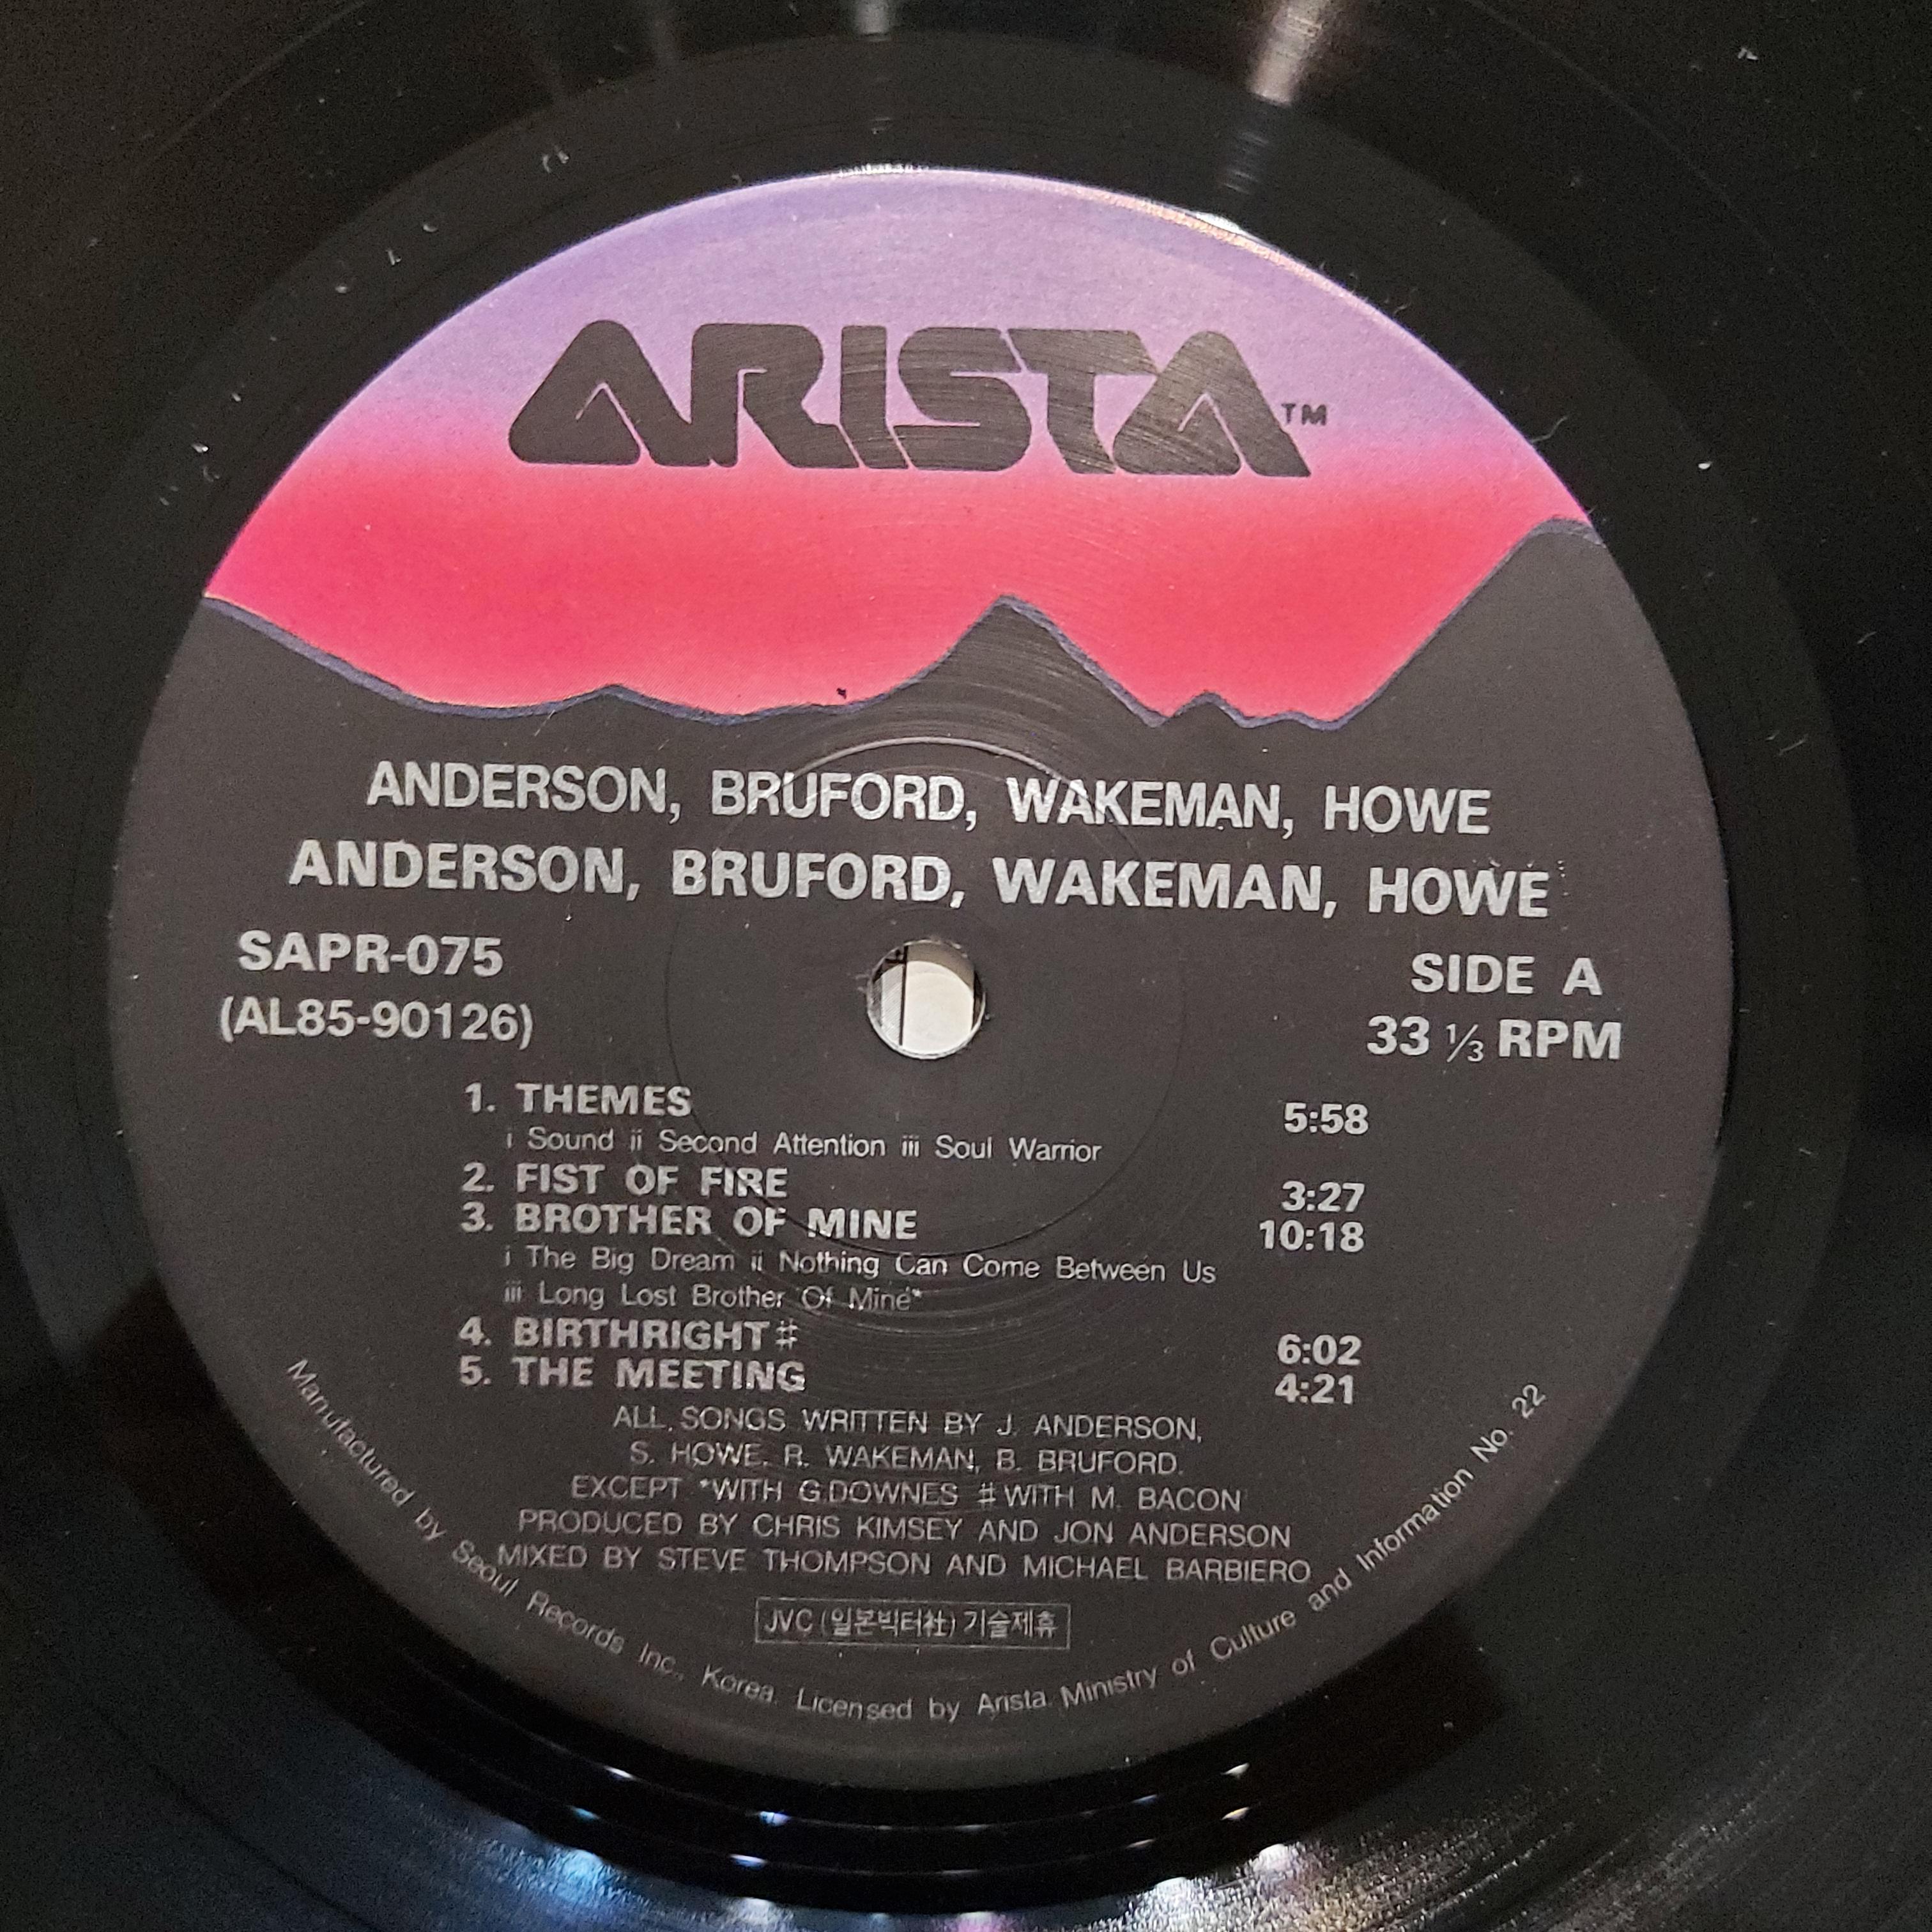 ARISTA™
ANDERSON, BRUFORD, WAKEMAN, HOWE
ANDERSON, BRUFORD, WAKEMAN, HOWE
SAPR-075
(AL85-90126)
SIDE A
33 ⅓ RPM
1. THEMES 5:58
i Sound ii Second Attention iii Soul Warrior
2. FIST OF FIRE 3:27
3. BROTHER OF MINE 10:18
i The Big Dream ii Nothing Can Come Between Us
iii Long Lost Brother Of Mine*
4. BIRTHRIGHT♯ 6:02
5. THE MEETING 4:21
ALL SONGS WRITTEN BY J. ANDERSON,
S. HOWE, R. WAKEMAN, B. BRUFORD.
EXCEPT *WITH G.DOWNES ♯WITH M. BACON
PRODUCED BY CHRIS KIMSEY AND JON ANDERSON
MIXED BY STEVE THOMPSON AND MICHAEL BARBIERO
JVC (일본빅터社) 기술제휴
Manufactured by Seoul Records Inc., Korea. Licensed by Arista. Ministry of Culture and Information No. 22